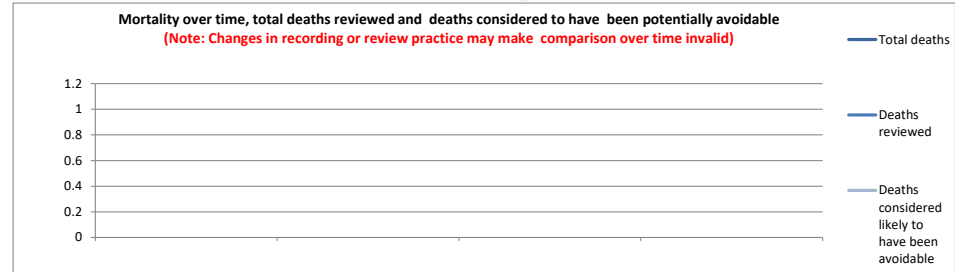 Mortality over time, total deaths reviewed and deaths considered to have been potentially avoidable
(Note: Changes in recording or review practice may make comparison over time invalid)
1.2
1
0.8
0.6
0.4
0.2
0
Total deaths
Deaths
reviewed
Deaths
considered
likely to
have been
avoidable